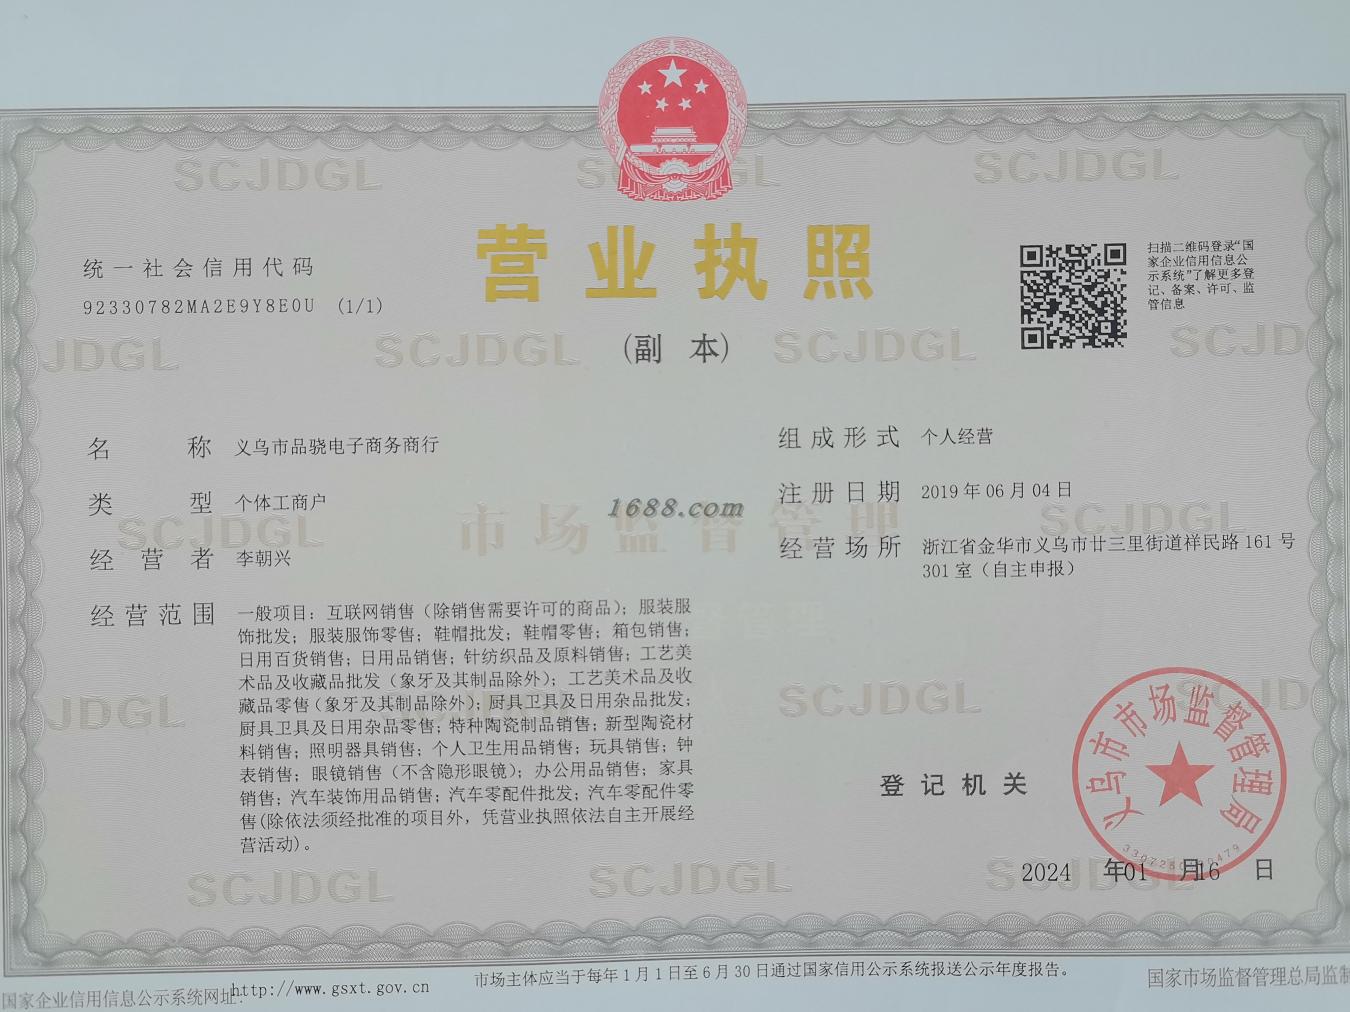 营业执照
(副 本)
统一社会信用代码
92330782MA2E9Y8E0U (1/1)
扫描二维码登录“国
家企业信用信息公
示系统”了解更多登
记、备案、许可、监
管信息
名 称 义乌市品骁电子商务商行
类 型 个体工商户
经营者 李朝兴
经营范围 一般项目：互联网销售（除销售需要许可的商品）；服装服
饰批发；服装服饰零售；鞋帽批发；鞋帽零售；箱包销售；
日用百货销售；日用品销售；针纺织品及原料销售；工艺美
术品及收藏品批发（象牙及其制品除外）；工艺美术品及收
藏品零售（象牙及其制品除外）；厨具卫具及日用杂品批发；
厨具卫具及日用杂品零售；特种陶瓷制品销售；新型陶瓷材
料销售；照明器具销售；个人卫生用品销售；玩具销售；钟
表销售；眼镜销售（不含隐形眼镜）；办公用品销售；家具
销售；汽车装饰用品销售；汽车零配件批发；汽车零配件零
售(除依法须经批准的项目外，凭营业执照依法自主开展经
营活动)。
组成形式 个人经营
注册日期 2019年06月04日
经营场所 浙江省金华市义乌市廿三里街道祥民路161号
301室（自主申报）
1688.com
市场监督管理
SCJDGL
登记机关
义乌市市场监督管理局
2024 年01 月16 日
国家企业信用信息公示系统网址：http://www.gsxt.gov.cn
市场主体应当于每年1月1日至6月30日通过国家信用公示系统报送公示年度报告。
国家市场监督管理总局监制